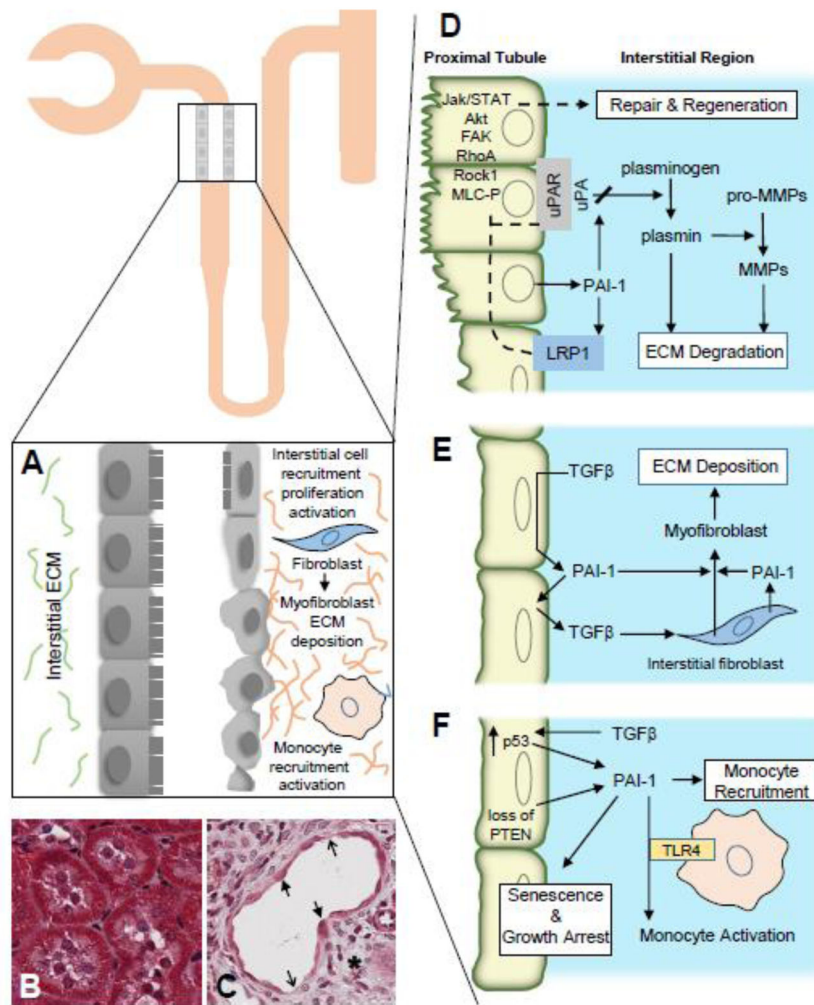 A
Interstitial ECM
Interstitial cell
recruitment
proliferation
activation
Fibroblast
Myofibroblast
ECM
deposition
Monocyte
recruitment
activation
B
C
*
D
Proximal Tubule
Interstitial Region
Jak/STAT
Akt
FAK
RhoA
Rock1
MLC-P
Repair & Regeneration
uPAR
uPA
plasminogen
pro-MMPs
plasmin
MMPs
PAI-1
LRP1
ECM Degradation
E
TGFβ
ECM Deposition
Myofibroblast
PAI-1
PAI-1
TGFβ
Interstitial fibroblast
F
p53
TGFβ
PAI-1
Monocyte
Recruitment
loss of
PTEN
TLR4
Senescence
&
Growth Arrest
Monocyte Activation